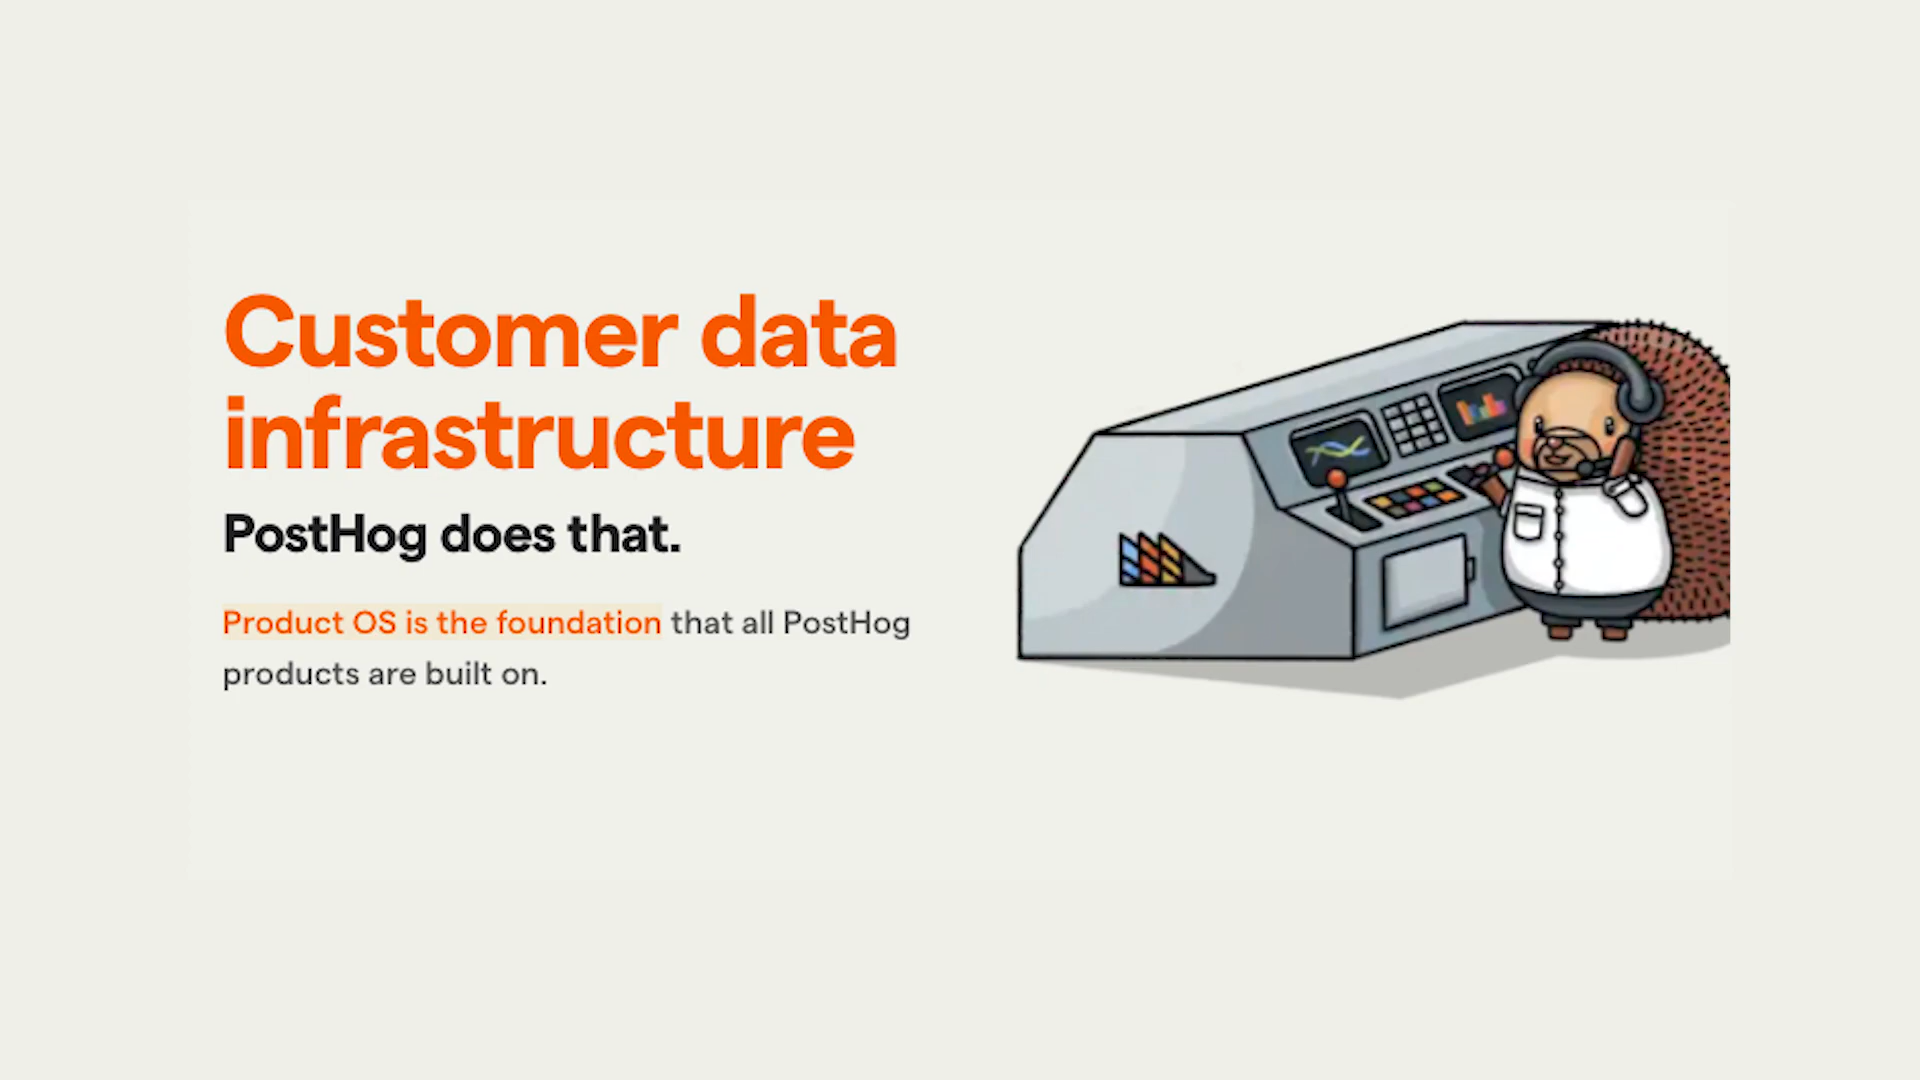 Customer data
infrastructure
PostHog does that.
Product OS is the foundation that all PostHog
products are built on.